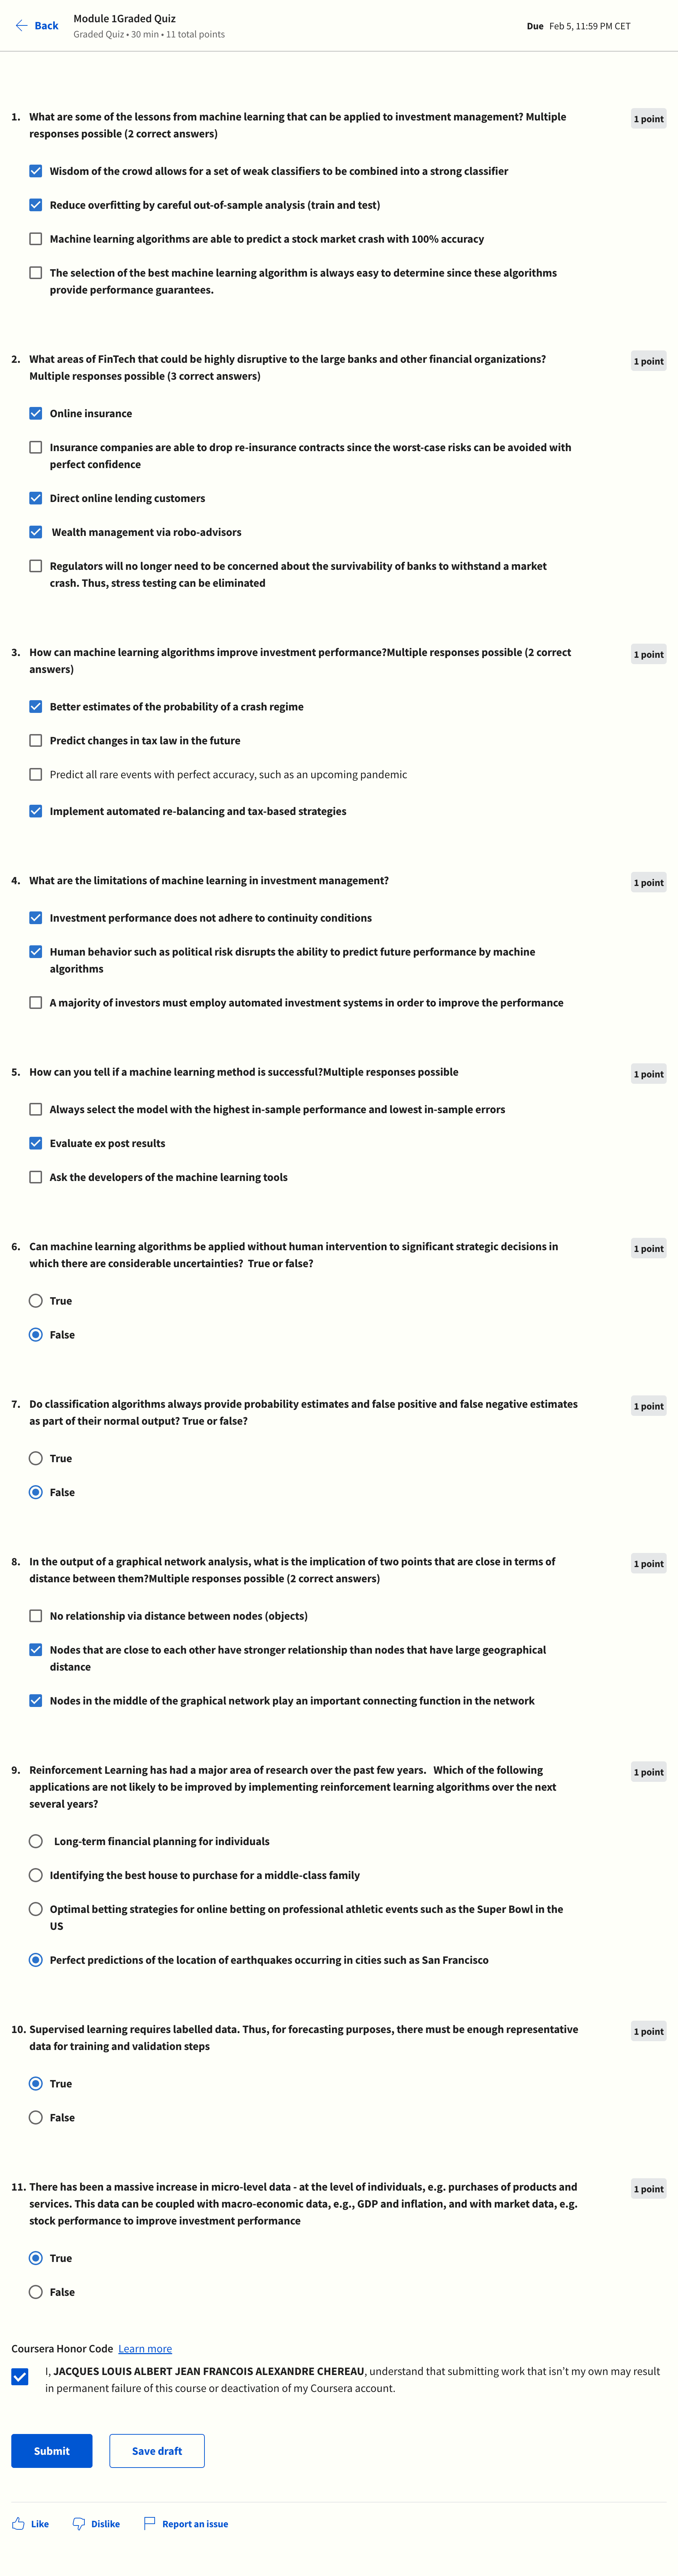 Back
Module 1Graded Quiz
Graded Quiz • 30 min • 11 total points
Due Feb 5, 11:59 PM CET
1. What are some of the lessons from machine learning that can be applied to investment management? Multiple
responses possible (2 correct answers)
1 point
Wisdom of the crowd allows for a set of weak classifiers to be combined into a strong classifier
Reduce overfitting by careful out-of-sample analysis (train and test)
Machine learning algorithms are able to predict a stock market crash with 100% accuracy
The selection of the best machine learning algorithm is always easy to determine since these algorithms
provide performance guarantees.
2. What areas of FinTech that could be highly disruptive to the large banks and other financial organizations?
Multiple responses possible (3 correct answers)
1 point
Online insurance
Insurance companies are able to drop re-insurance contracts since the worst-case risks can be avoided with
perfect confidence
Direct online lending customers
Wealth management via robo-advisors
Regulators will no longer need to be concerned about the survivability of banks to withstand a market
crash. Thus, stress testing can be eliminated
3. How can machine learning algorithms improve investment performance?Multiple responses possible (2 correct
answers)
1 point
Better estimates of the probability of a crash regime
Predict changes in tax law in the future
Predict all rare events with perfect accuracy, such as an upcoming pandemic
Implement automated re-balancing and tax-based strategies
4. What are the limitations of machine learning in investment management?
1 point
Investment performance does not adhere to continuity conditions
Human behavior such as political risk disrupts the ability to predict future performance by machine
algorithms
A majority of investors must employ automated investment systems in order to improve the performance
5. How can you tell if a machine learning method is successful?Multiple responses possible
1 point
Always select the model with the highest in-sample performance and lowest in-sample errors
Evaluate ex post results
Ask the developers of the machine learning tools
6. Can machine learning algorithms be applied without human intervention to significant strategic decisions in
which there are considerable uncertainties? True or false?
1 point
True
False
7. Do classification algorithms always provide probability estimates and false positive and false negative estimates
as part of their normal output? True or false?
1 point
True
False
8. In the output of a graphical network analysis, what is the implication of two points that are close in terms of
distance between them?Multiple responses possible (2 correct answers)
1 point
No relationship via distance between nodes (objects)
Nodes that are close to each other have stronger relationship than nodes that have large geographical
distance
Nodes in the middle of the graphical network play an important connecting function in the network
9. Reinforcement Learning has had a major area of research over the past few years. Which of the following
applications are not likely to be improved by implementing reinforcement learning algorithms over the next
several years?
1 point
Long-term financial planning for individuals
Identifying the best house to purchase for a middle-class family
Optimal betting strategies for online betting on professional athletic events such as the Super Bowl in the
US
Perfect predictions of the location of earthquakes occurring in cities such as San Francisco
10. Supervised learning requires labelled data. Thus, for forecasting purposes, there must be enough representative
data for training and validation steps
1 point
True
False
11. There has been a massive increase in micro-level data - at the level of individuals, e.g. purchases of products and
services. This data can be coupled with macro-economic data, e.g., GDP and inflation, and with market data, e.g.
stock performance to improve investment performance
1 point
True
False
Coursera Honor Code Learn more
I, JACQUES LOUIS ALBERT JEAN FRANCOIS ALEXANDRE CHEREAU, understand that submitting work that isn't my own may result
in permanent failure of this course or deactivation of my Coursera account.
Submit
Save draft
Like
Dislike
Report an issue